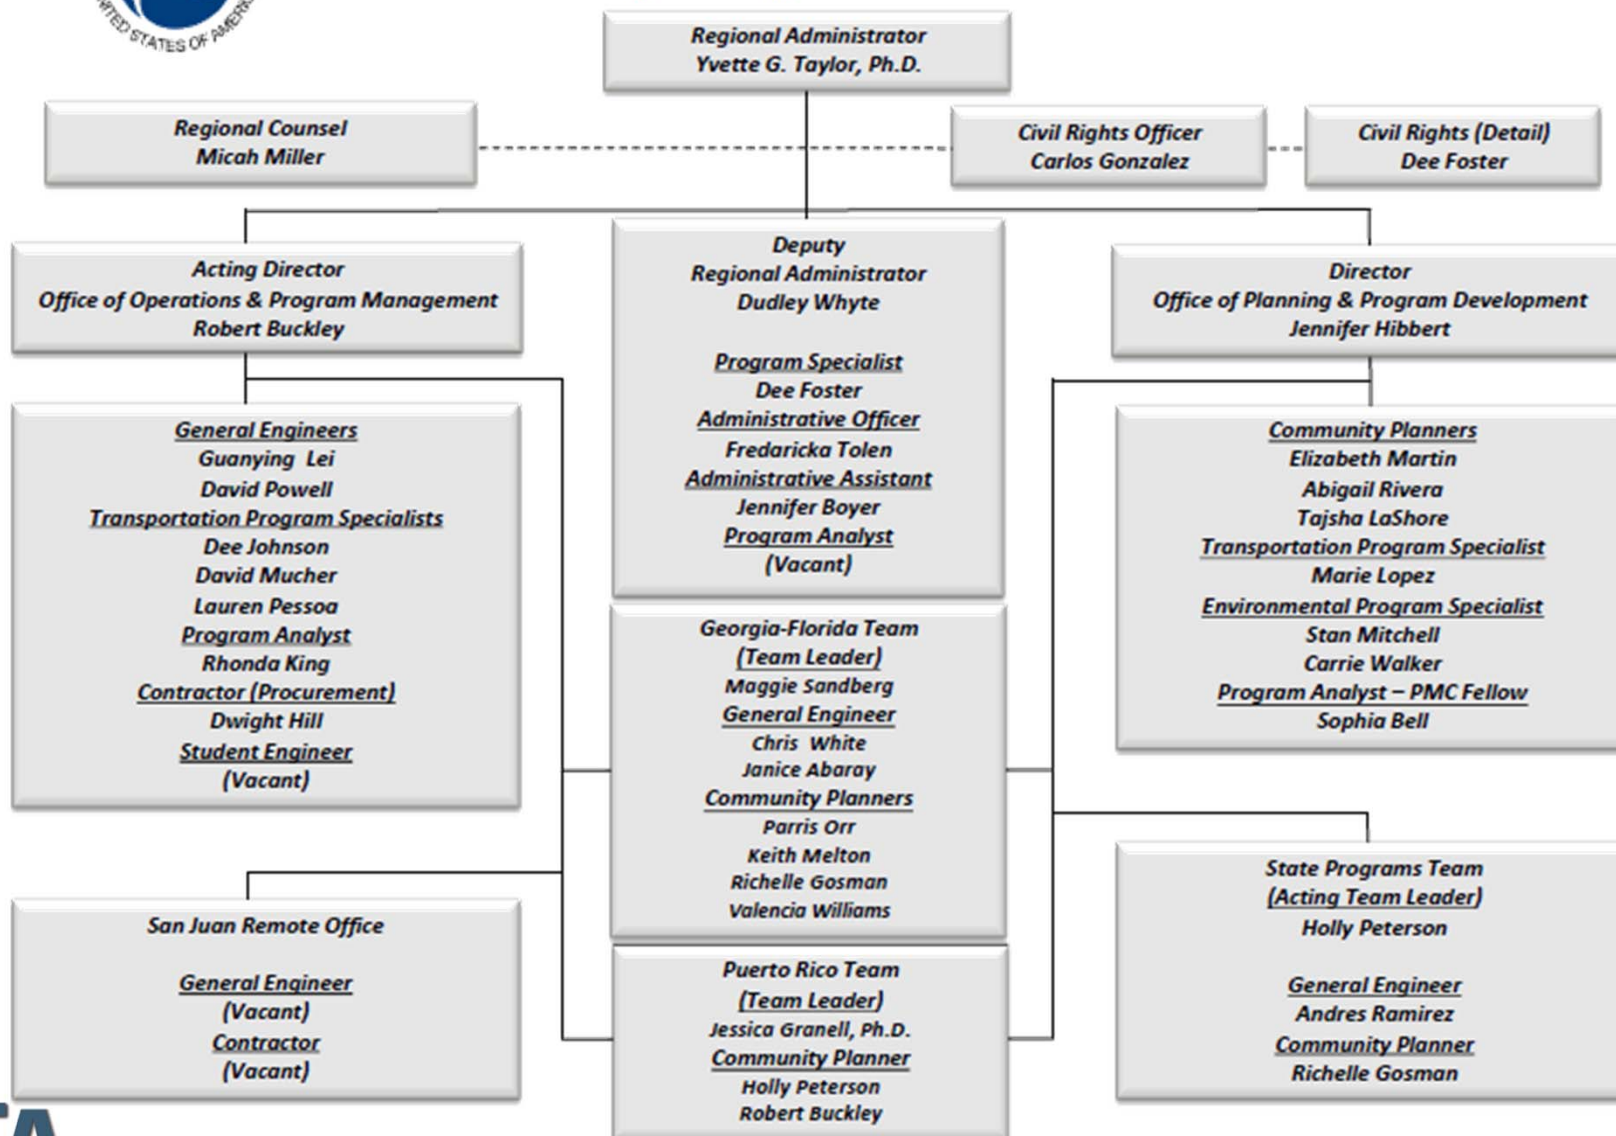 UNITED STATES OF AMERICA
Regional Administrator
Yvette G. Taylor, Ph.D.
Regional Counsel
Micah Miller
Civil Rights Officer
Carlos Gonzalez
Civil Rights (Detail)
Dee Foster
Acting Director
Office of Operations & Program Management
Robert Buckley
Deputy
Regional Administrator
Dudley Whyte
Program Specialist
Dee Foster
Administrative Officer
Fredaricka Tolen
Administrative Assistant
Jennifer Boyer
Program Analyst
(Vacant)
Director
Office of Planning & Program Development
Jennifer Hibbert
General Engineers
Guanying Lei
David Powell
Transportation Program Specialists
Dee Johnson
David Mucher
Lauren Pessoa
Program Analyst
Rhonda King
Contractor (Procurement)
Dwight Hill
Student Engineer
(Vacant)
Georgia-Florida Team
(Team Leader)
Maggie Sandberg
General Engineer
Chris White
Janice Abaray
Community Planners
Parris Orr
Keith Melton
Richelle Gosman
Valencia Williams
Community Planners
Elizabeth Martin
Abigail Rivera
Tajsha LaShore
Transportation Program Specialist
Marie Lopez
Environmental Program Specialist
Stan Mitchell
Carrie Walker
Program Analyst – PMC Fellow
Sophia Bell
San Juan Remote Office
General Engineer
(Vacant)
Contractor
(Vacant)
Puerto Rico Team
(Team Leader)
Jessica Granell, Ph.D.
Community Planner
Holly Peterson
Robert Buckley
State Programs Team
(Acting Team Leader)
Holly Peterson
General Engineer
Andres Ramirez
Community Planner
Richelle Gosman